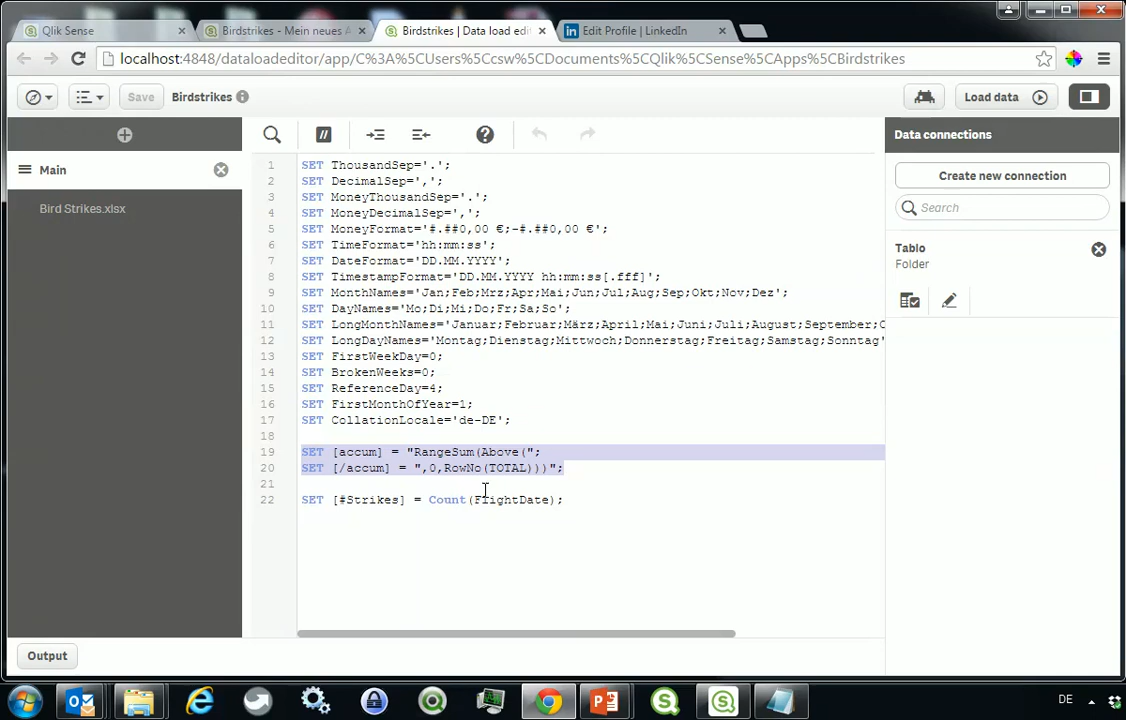 Qlik Sense
Birdstrikes - Mein neues A
Birdstrikes | Data load edi
Edit Profile | LinkedIn
localhost:4848/dataloadeditor/app/C%3A%5CUsers%5Ccsw%5CDocuments%5CQlik%5CSense%5CApps%5CBirdstrikes
Save
Birdstrikes
Load data
Main
Bird Strikes.xlsx
1 SET ThousandSep='.';
2 SET DecimalSep=',';
3 SET MoneyThousandSep='.';
4 SET MoneyDecimalSep=',';
5 SET MoneyFormat='#.##0,00 €;-#.##0,00 €';
6 SET TimeFormat='hh:mm:ss';
7 SET DateFormat='DD.MM.YYYY';
8 SET TimestampFormat='DD.MM.YYYY hh:mm:ss[.fff]';
9 SET MonthNames='Jan;Feb;Mrz;Apr;Mai;Jun;Jul;Aug;Sep;Okt;Nov;Dez';
10 SET DayNames='Mo;Di;Mi;Do;Fr;Sa;So';
11 SET LongMonthNames='Januar;Februar;März;April;Mai;Juni;Juli;August;September;O
12 SET LongDayNames='Montag;Dienstag;Mittwoch;Donnerstag;Freitag;Samstag;Sonntag'
13 SET FirstWeekDay=0;
14 SET BrokenWeeks=0;
15 SET ReferenceDay=4;
16 SET FirstMonthOfYear=1;
17 SET CollationLocale='de-DE';
18
19 SET [accum] = "RangeSum(Above(";
20 SET [/accum] = ",0,RowNo(TOTAL)))";
21
22 SET [#Strikes] = Count(FlightDate);
Data connections
Create new connection
Search
Tablo
Folder
Output
DE